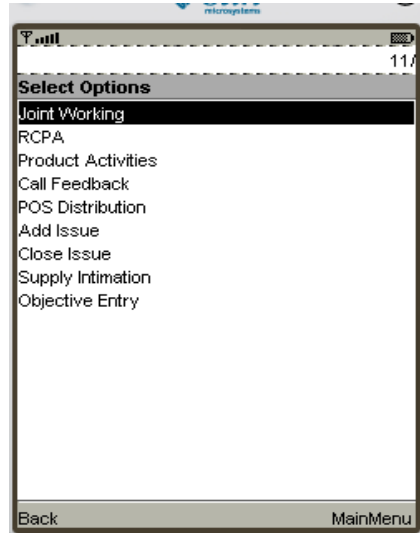 microsystems
11/
Select Options
Joint Working
RCPA
Product Activities
Call Feedback
POS Distribution
Add Issue
Close Issue
Supply Intimation
Objective Entry
Back MainMenu